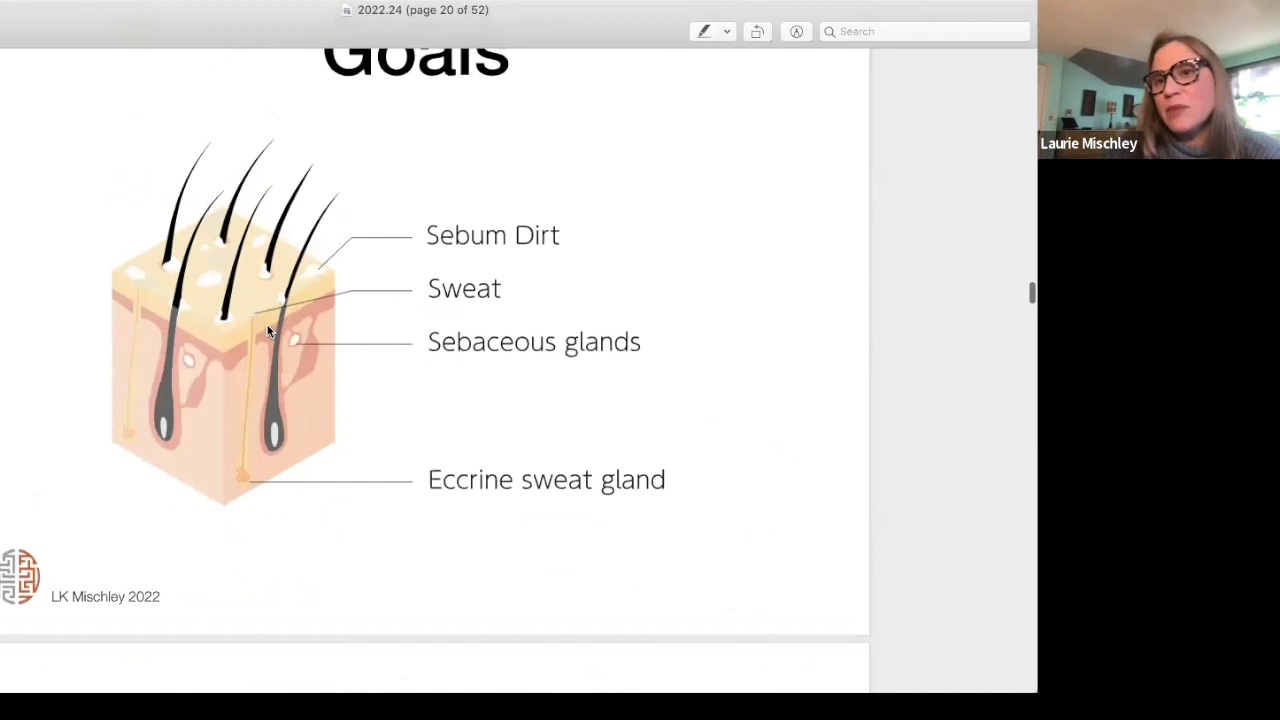 2022.24 (page 20 of 52)
Search
Goals
Laurie Mischley
Sebum Dirt
Sweat
Sebaceous glands
Eccrine sweat gland
LK Mischley 2022